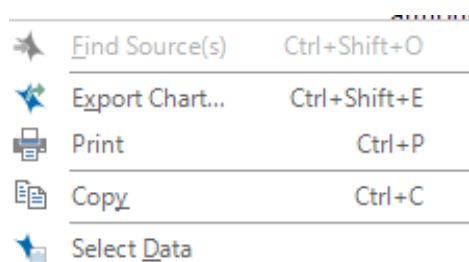 Find Source(s) Ctrl+Shift+O
Export Chart... Ctrl+Shift+E
Print Ctrl+P
Copy Ctrl+C
Select Data